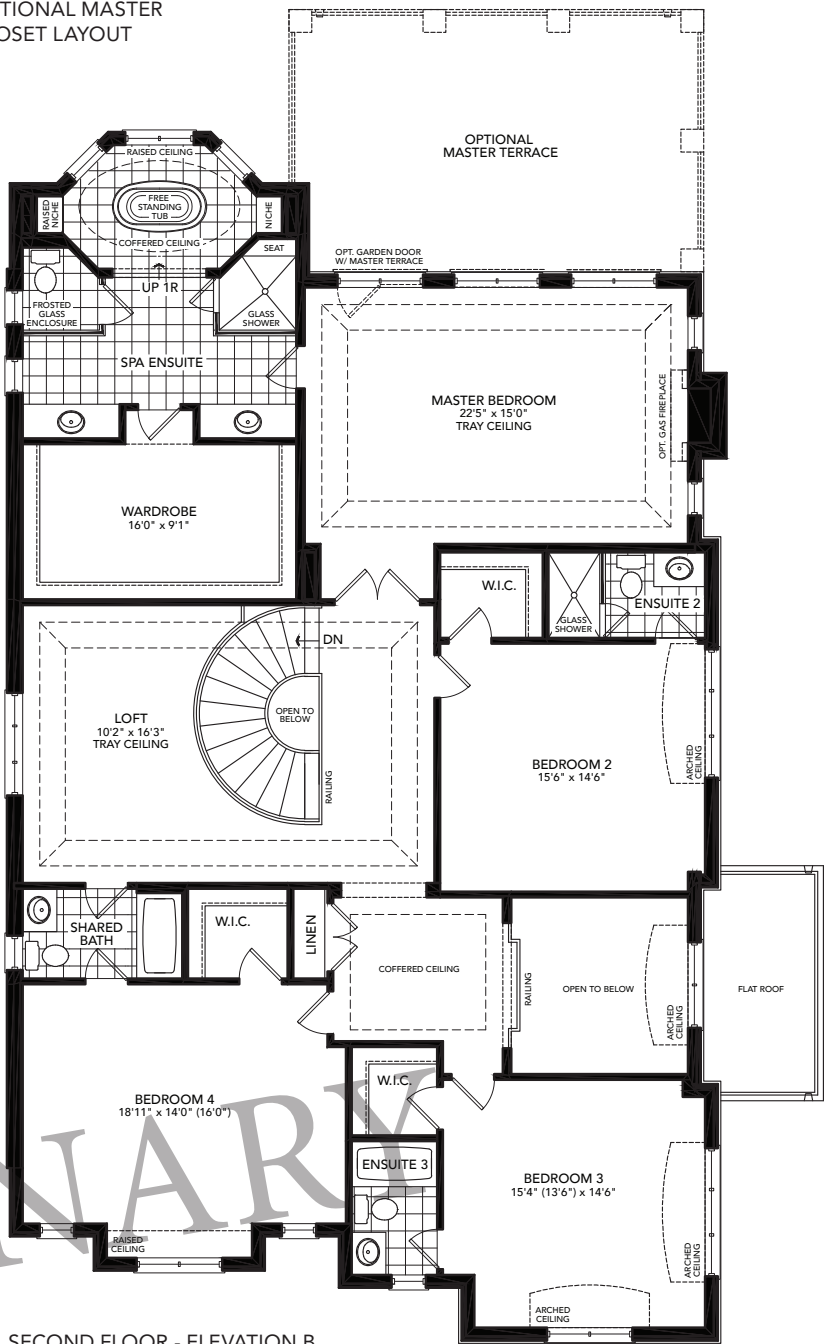 TIONAL MASTER
OSET LAYOUT
OPTIONAL
MASTER TERRACE
RAISED CEILING
FREE
STANDING
TUB
RAISED
NICHE
NICHE
COFFERED CEILING
SEAT
OPT. GARDEN DOOR
W/ MASTER TERRACE
UP 1R
FROSTED
GLASS
ENCLOSURE
GLASS
SHOWER
SPA ENSUITE
MASTER BEDROOM
22'5" x 15'0"
TRAY CEILING
OPT. GAS FIREPLACE
WARDROBE
16'0" x 9'1"
W.I.C.
GLASS
SHOWER
ENSUITE 2
DN
OPEN TO
BELOW
LOFT
10'2" x 16'3"
TRAY CEILING
RAILING
BEDROOM 2
15'6" x 14'6"
ARCHED
CEILING
SHARED
BATH
W.I.C.
LINEN
COFFERED CEILING
RAILING
OPEN TO BELOW
ARCHED
CEILING
FLAT ROOF
BEDROOM 4
18'11" x 14'0" (16'0")
W.I.C.
ENSUITE 3
BEDROOM 3
15'4" (13'6") x 14'6"
ARCHED
CEILING
RAISED
CEILING
ARCHED
CEILING
NARY
SECOND FLOOR - ELEVATION B